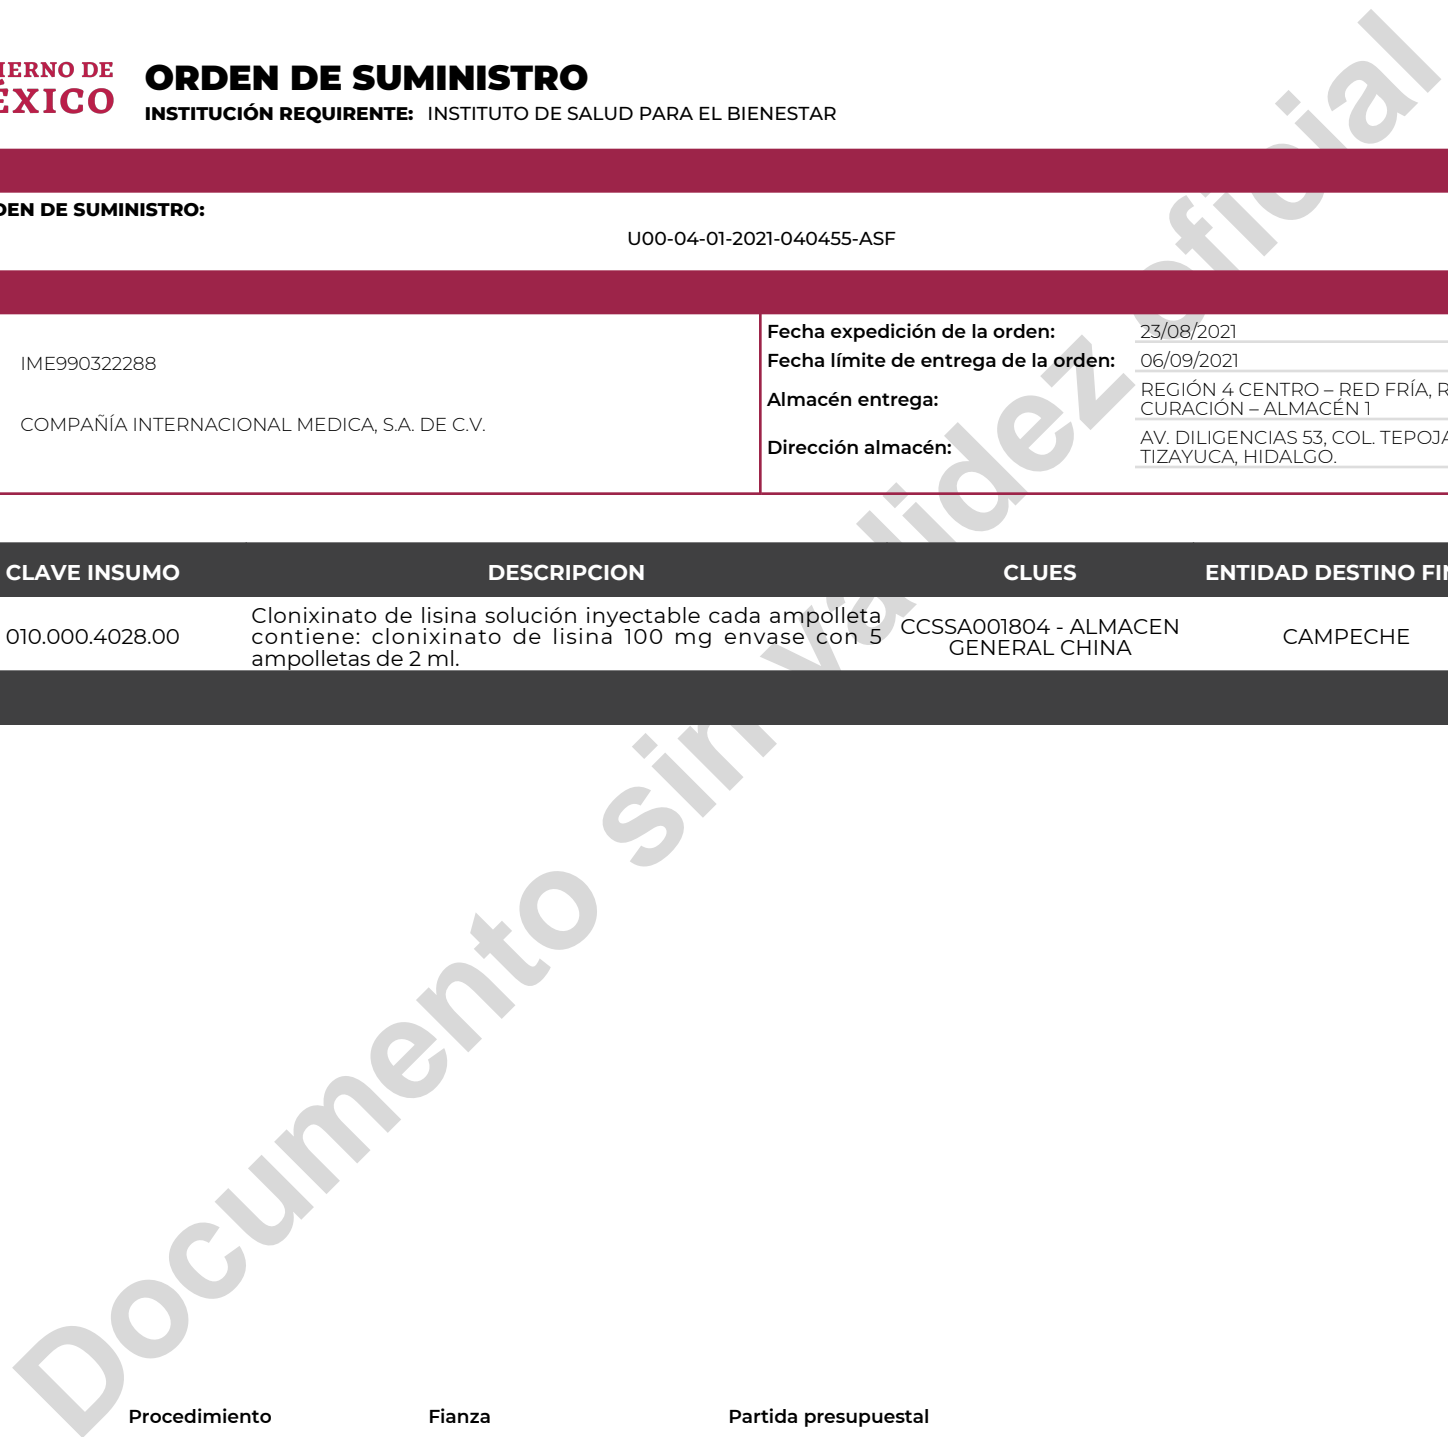 IERNO DE
ÉXICO
ORDEN DE SUMINISTRO
INSTITUCIÓN REQUIRENTE: INSTITUTO DE SALUD PARA EL BIENESTAR
DEN DE SUMINISTRO:
U00-04-01-2021-040455-ASF
IME990322288
COMPAÑÍA INTERNACIONAL MEDICA, S.A. DE C.V.
Fecha expedición de la orden: 23/08/2021
Fecha límite de entrega de la orden: 06/09/2021
Almacén entrega: REGIÓN 4 CENTRO – RED FRÍA, R
CURACIÓN – ALMACÉN 1
Dirección almacén: AV. DILIGENCIAS 53, COL. TEPOJA
TIZAYUCA, HIDALGO.
CLAVE INSUMO DESCRIPCION CLUES ENTIDAD DESTINO FIN
010.000.4028.00
Clonixinato de lisina solución inyectable cada ampolleta
contiene: clonixinato de lisina 100 mg envase con 5
ampolletas de 2 ml.
CCSSA001804 - ALMACEN
GENERAL CHINA
CAMPECHE
Documento sin validez oficial
Procedimiento Fianza Partida presupuestal